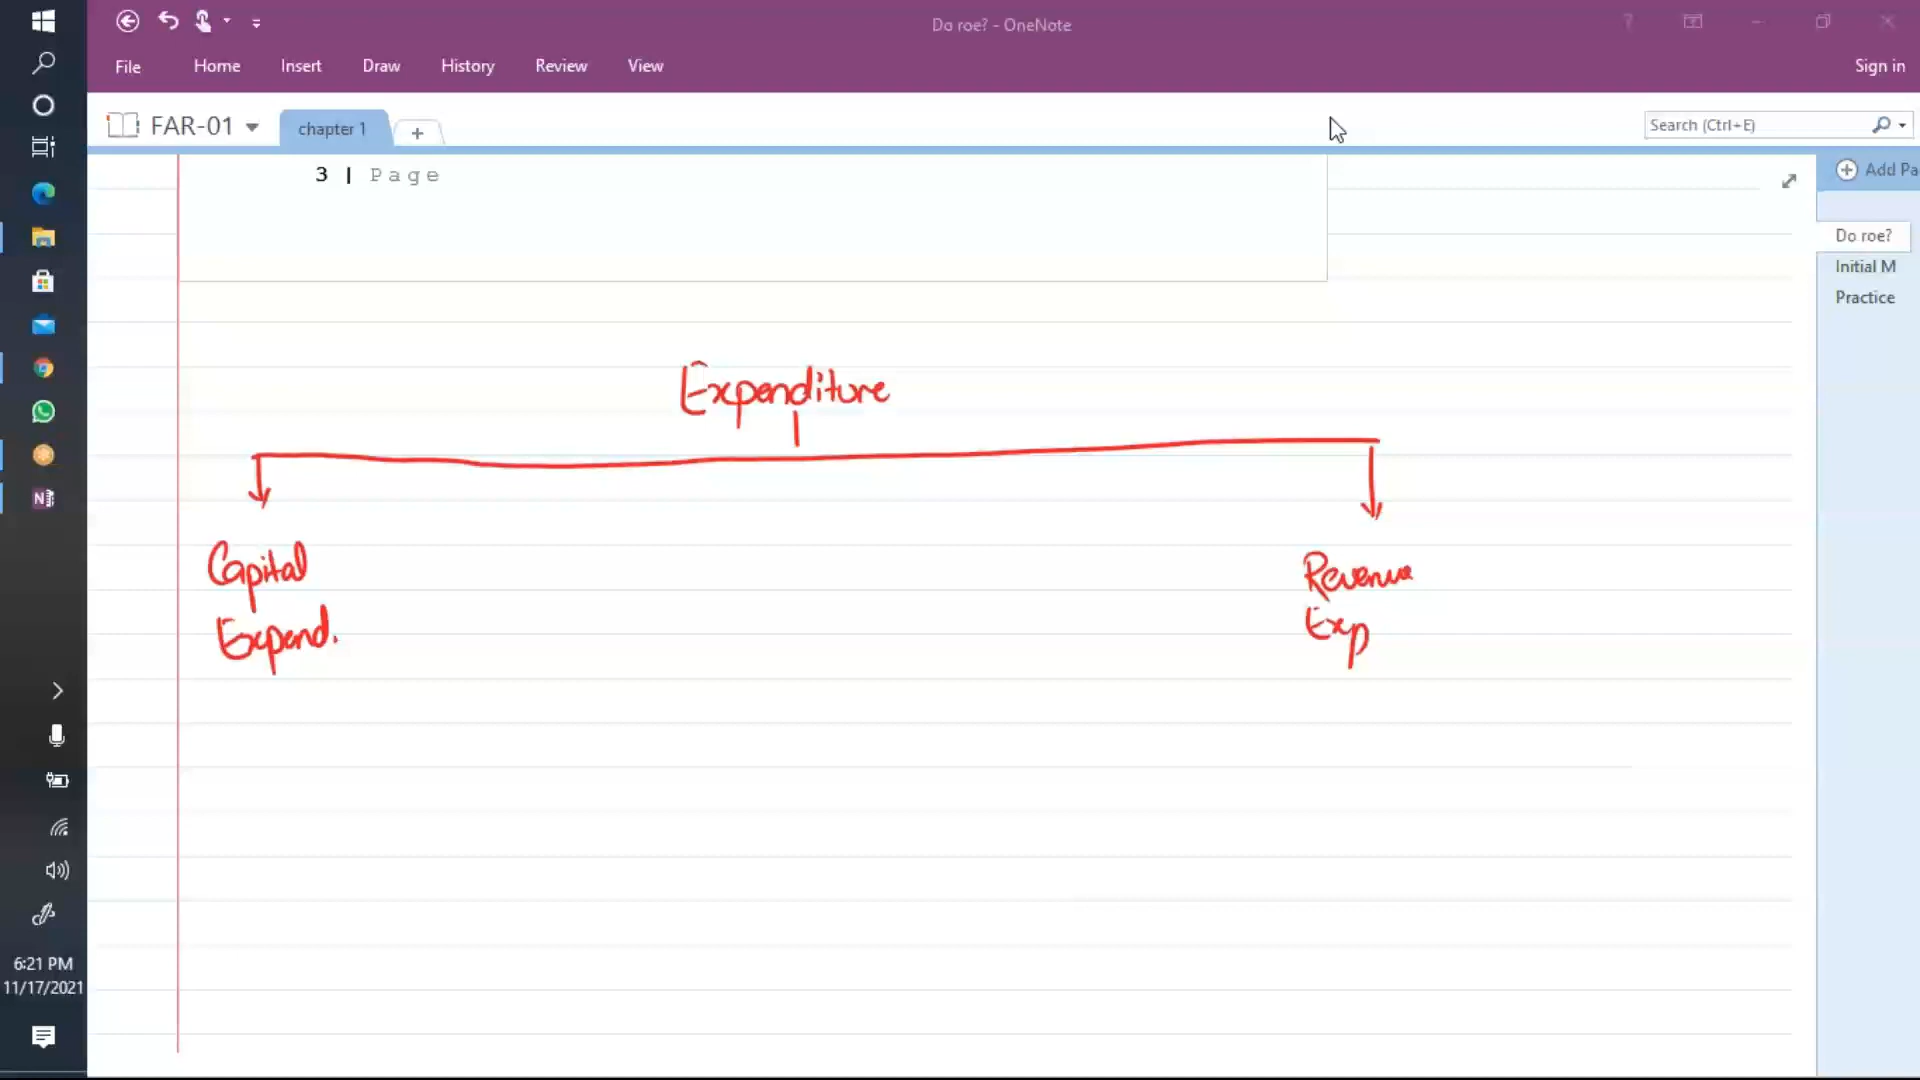 Do roe? - OneNote
File Home Insert Draw History Review View Sign in
FAR-01 chapter 1 + Search (Ctrl+E)
3 | Page
Add Pa
Do roe?
Initial M
Practice
Expenditure
Capital
Expend.
Revenue
Exp
6:21 PM
11/17/2021